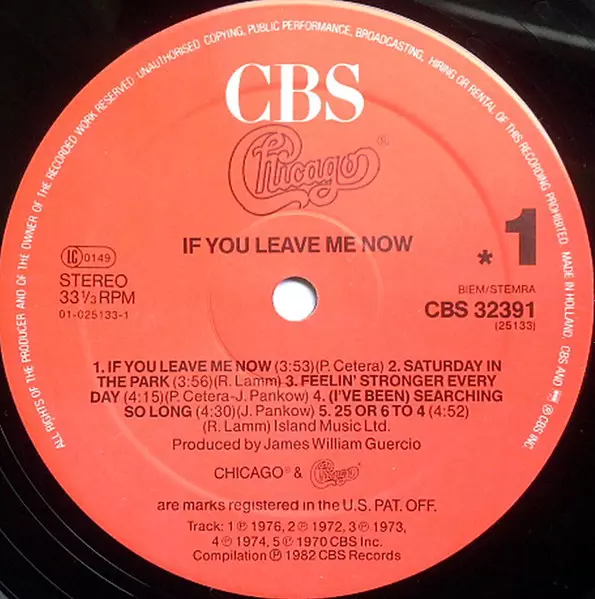 ALL RIGHTS OF THE PRODUCER AND OF THE OWNER OF THE RECORDED WORK RESERVED. UNAUTHORISED COPYING, PUBLIC PERFORMANCE, BROADCASTING, HIRING OR RENTAL OF THIS RECORDING PROHIBITED. MADE IN HOLLAND. CBS AND ARE ® CBS INC.
CBS
Chicago®
IF YOU LEAVE ME NOW
* 1
LC 0149
STEREO
33⅓ RPM
01-025133-1
BIEM/STEMRA
CBS 32391
(25133)
1. IF YOU LEAVE ME NOW (3:53)(P. Cetera) 2. SATURDAY IN
THE PARK (3:56)(R. Lamm) 3. FEELIN' STRONGER EVERY
DAY (4:15)(P. Cetera-J. Pankow) 4. (I'VE BEEN) SEARCHING
SO LONG (4:30)(J. Pankow) 5. 25 OR 6 TO 4 (4:52)
(R. Lamm) Island Music Ltd.
Produced by James William Guercio
CHICAGO® & Chicago®
are marks registered in the U.S. PAT. OFF.
Track: 1 ℗ 1976, 2 ℗ 1972, 3 ℗ 1973,
4 ℗ 1974, 5 ℗ 1970 CBS Inc.
Compilation ℗ 1982 CBS Records